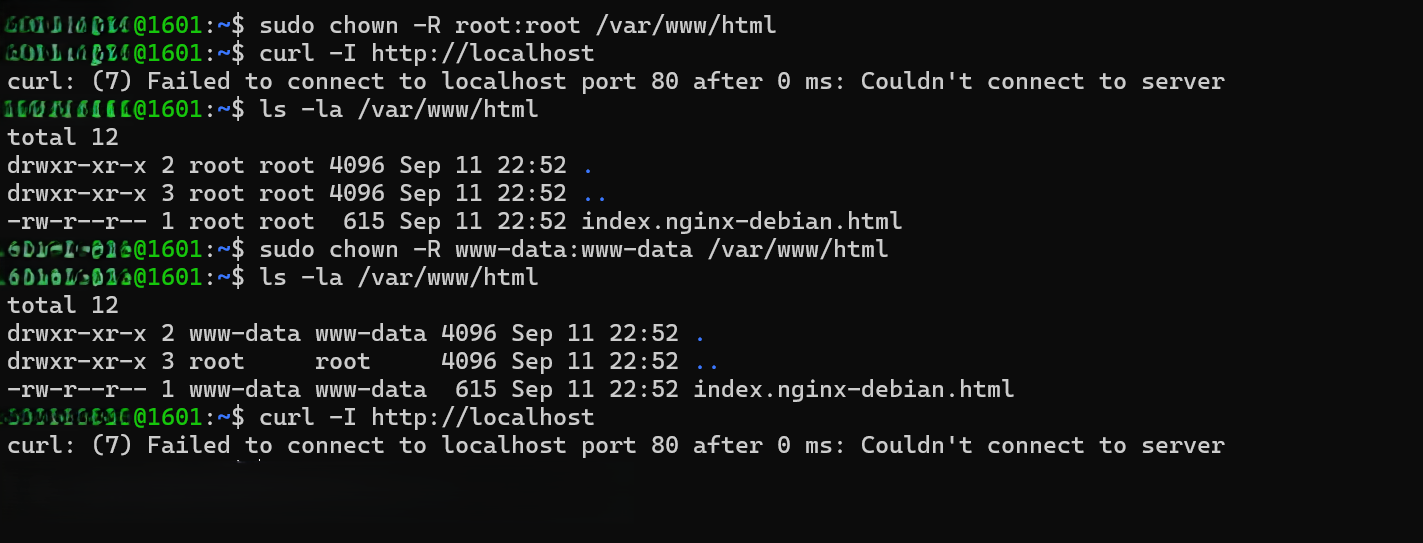 @1601:~$ sudo chown -R root:root /var/www/html
@1601:~$ curl -I http://localhost
curl: (7) Failed to connect to localhost port 80 after 0 ms: Couldn't connect to server
@1601:~$ ls -la /var/www/html
total 12
drwxr-xr-x 2 root root 4096 Sep 11 22:52 .
drwxr-xr-x 3 root root 4096 Sep 11 22:52 ..
-rw-r--r-- 1 root root  615 Sep 11 22:52 index.nginx-debian.html
@1601:~$ sudo chown -R www-data:www-data /var/www/html
@1601:~$ ls -la /var/www/html
total 12
drwxr-xr-x 2 www-data www-data 4096 Sep 11 22:52 .
drwxr-xr-x 3 root     root     4096 Sep 11 22:52 ..
-rw-r--r-- 1 www-data www-data  615 Sep 11 22:52 index.nginx-debian.html
@1601:~$ curl -I http://localhost
curl: (7) Failed to connect to localhost port 80 after 0 ms: Couldn't connect to server